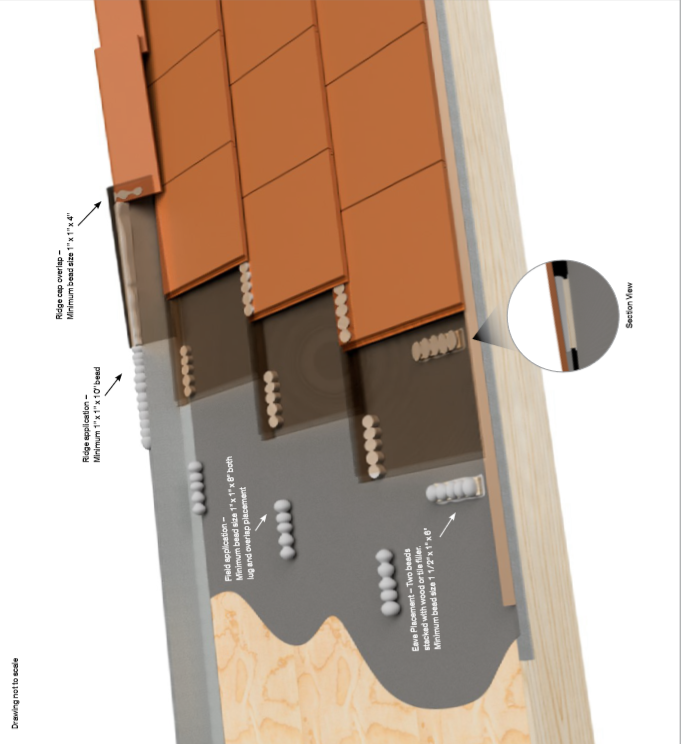 Drawing not to scale
Ridge cap overlap –
Minimum bead size 1" x 1" x 4"
Ridge application –
Minimum 1" x 1" x 10" bead
Field application –
Minimum bead size 1" x 1" x 8" both
lug and overlap placement
Eave Placement – Two beads
stacked with wood or tile filler.
Minimum bead size 1 1/2" x 1" x 6"
Section View